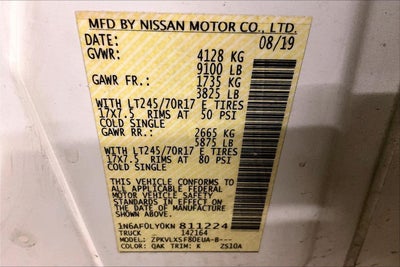 MFD BY NISSAN MOTOR CO., LTD.
DATE: 08/19
GVWR: 4128 KG
9100 LB
GAWR FR.: 1735 KG
3825 LB
WITH LT245/70R17 E TIRES
17X7.5 RIMS AT 50 PSI
COLD SINGLE
GAWR RR.: 2665 KG
5875 LB
WITH LT245/70R17 E TIRES
17X7.5 RIMS AT 80 PSI
COLD SINGLE
THIS VEHICLE CONFORMS TO
ALL APPLICABLE FEDERAL
MOTOR VEHICLE SAFETY
STANDARDS IN EFFECT ON
THE DATE OF MANUFACTURE
SHOWN ABOVE.
1N6AF0LY0KN 811224
TRUCK 142164
MODEL: ZPKVLXSF80EUA-B---
COLOR: QAK TRIM: K ZS10A